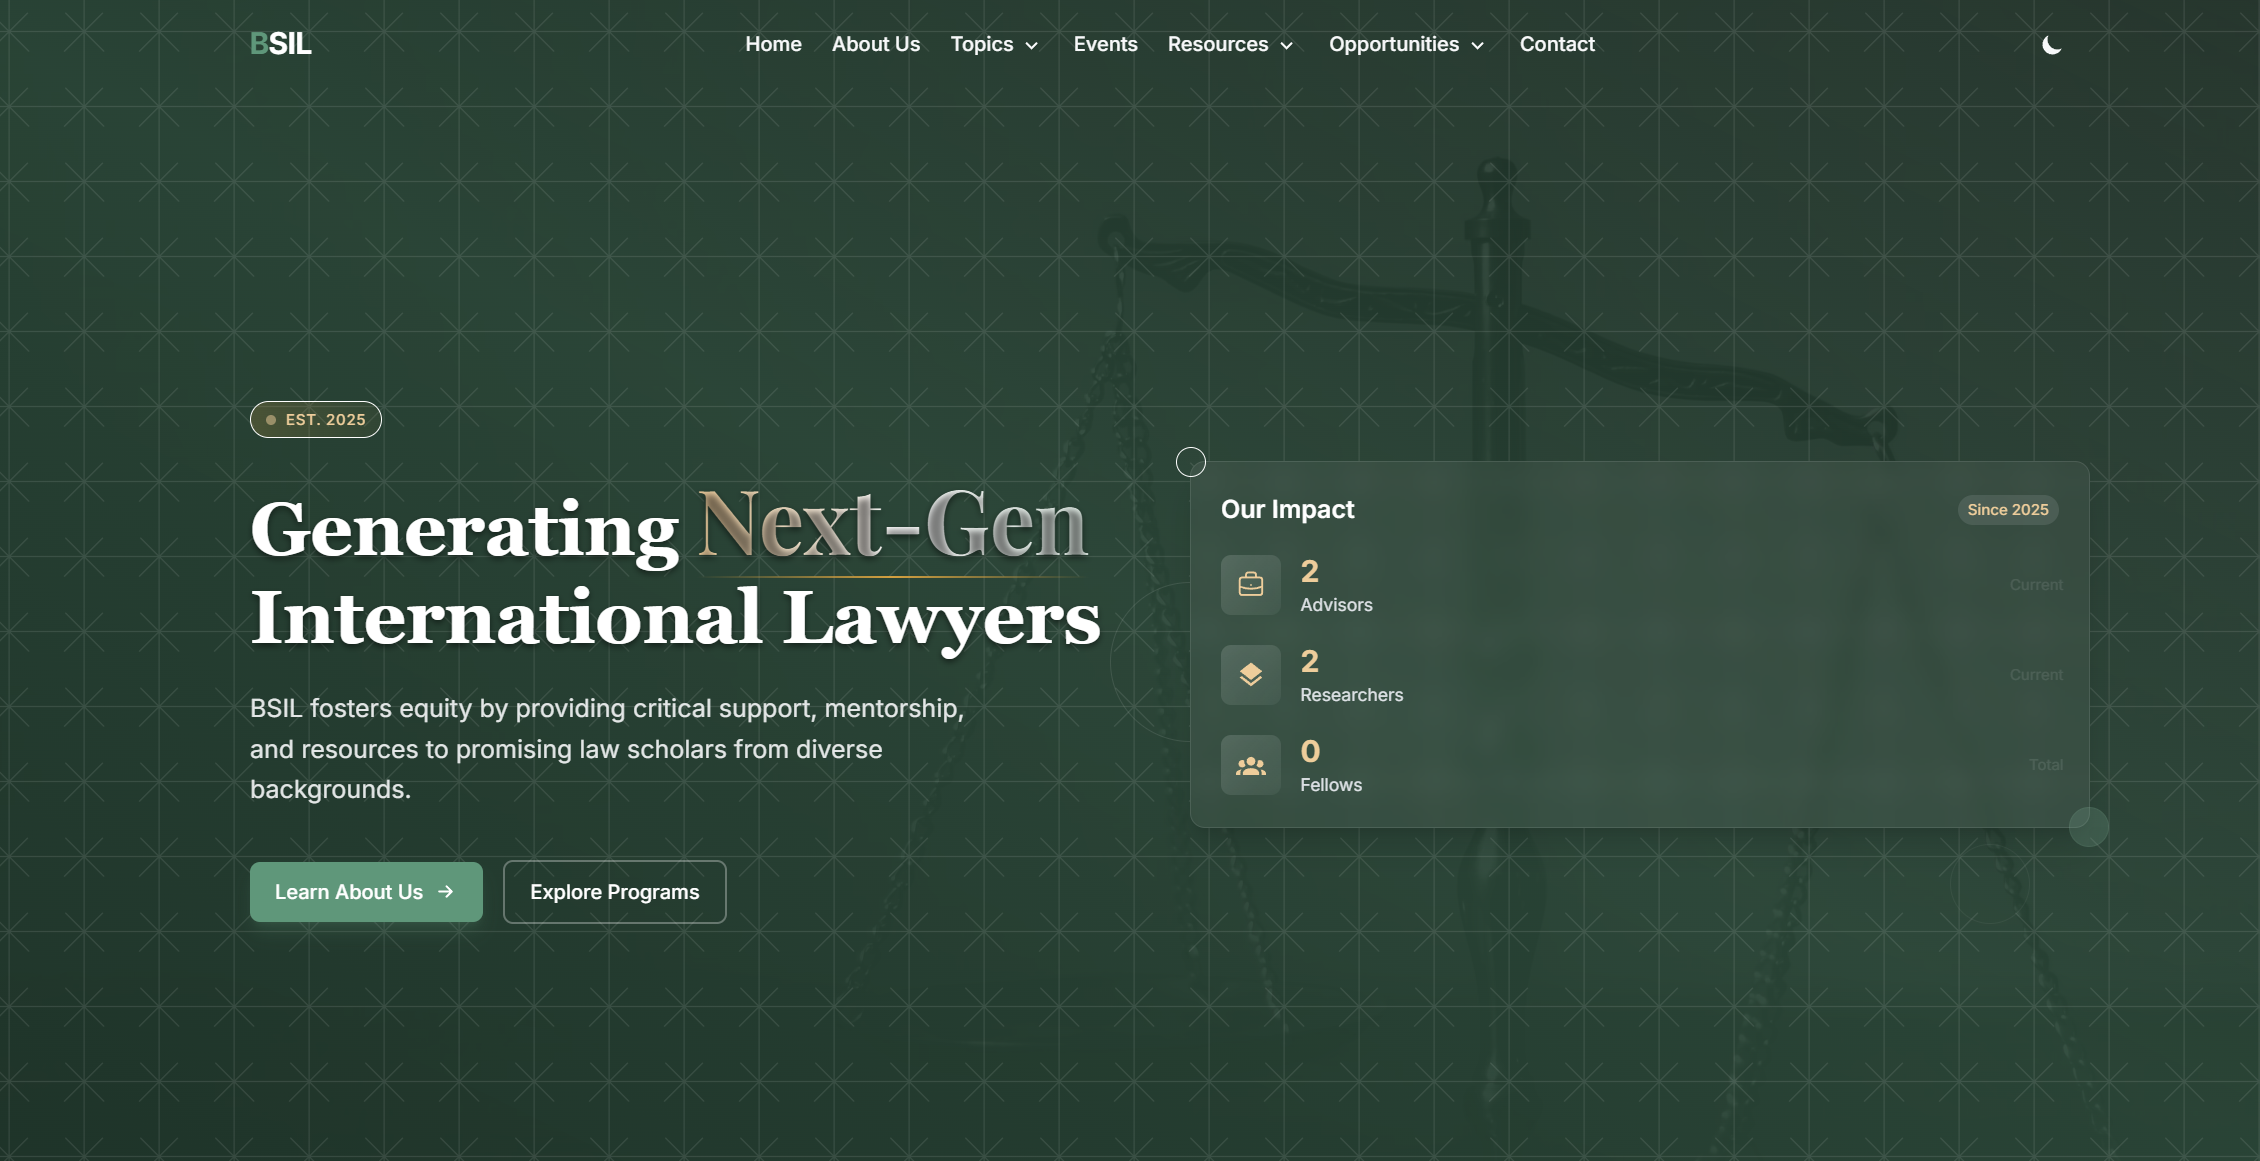 BSIL
Home About Us Topics Events Resources Opportunities Contact
EST. 2025
Generating Next-Gen
International Lawyers
BSIL fosters equity by providing critical support, mentorship,
and resources to promising law scholars from diverse
backgrounds.
Learn About Us
Explore Programs
Our Impact
Since 2025
2
Advisors
Current
2
Researchers
Current
0
Fellows
Total